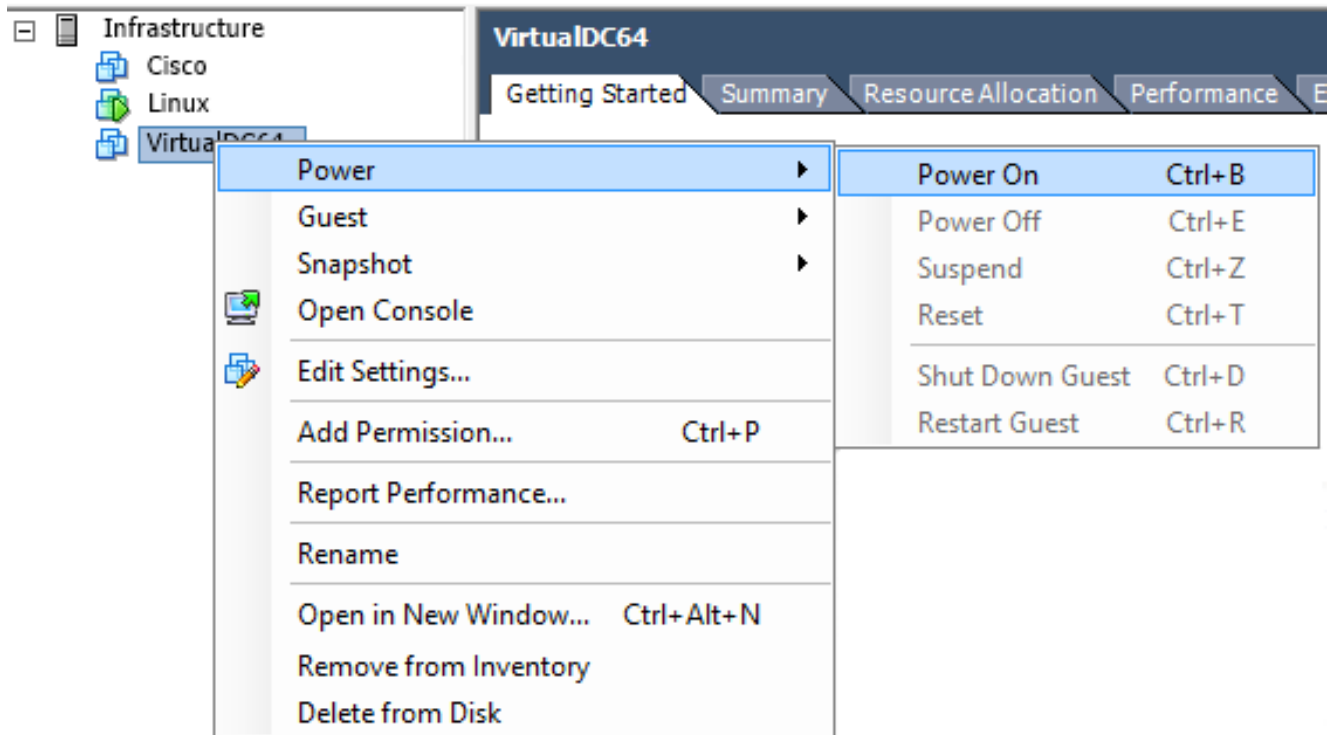 Infrastructure
Cisco
Linux
VirtualDC64
VirtualDC64
Getting Started Summary Resource Allocation Performance
Power
Guest
Snapshot
Open Console
Edit Settings...
Add Permission... Ctrl+P
Report Performance...
Rename
Open in New Window... Ctrl+Alt+N
Remove from Inventory
Delete from Disk
Power On Ctrl+B
Power Off Ctrl+E
Suspend Ctrl+Z
Reset Ctrl+T
Shut Down Guest Ctrl+D
Restart Guest Ctrl+R